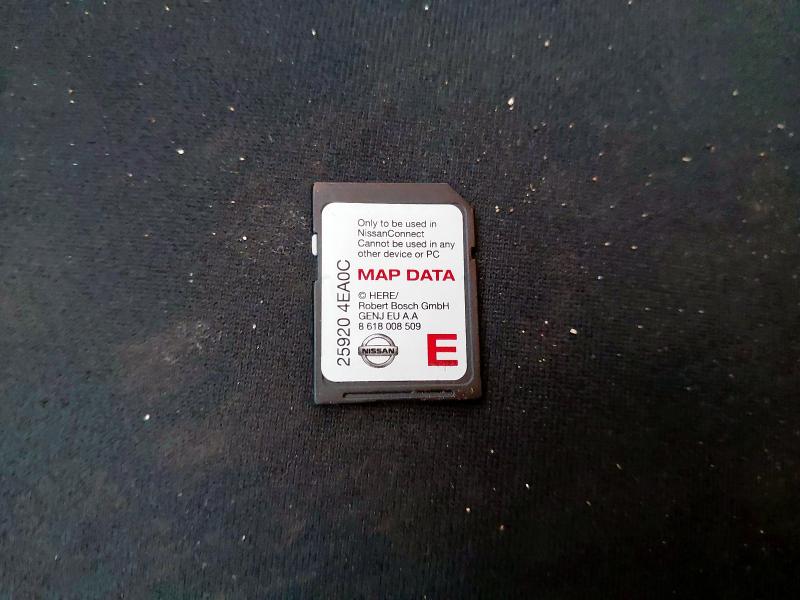 Only to be used in
NissanConnect
Cannot be used in any
other device or PC
MAP DATA
© HERE/
Robert Bosch GmbH
GENJ EU A.A
8 618 008 509
NISSAN
E
25920 4EA0C